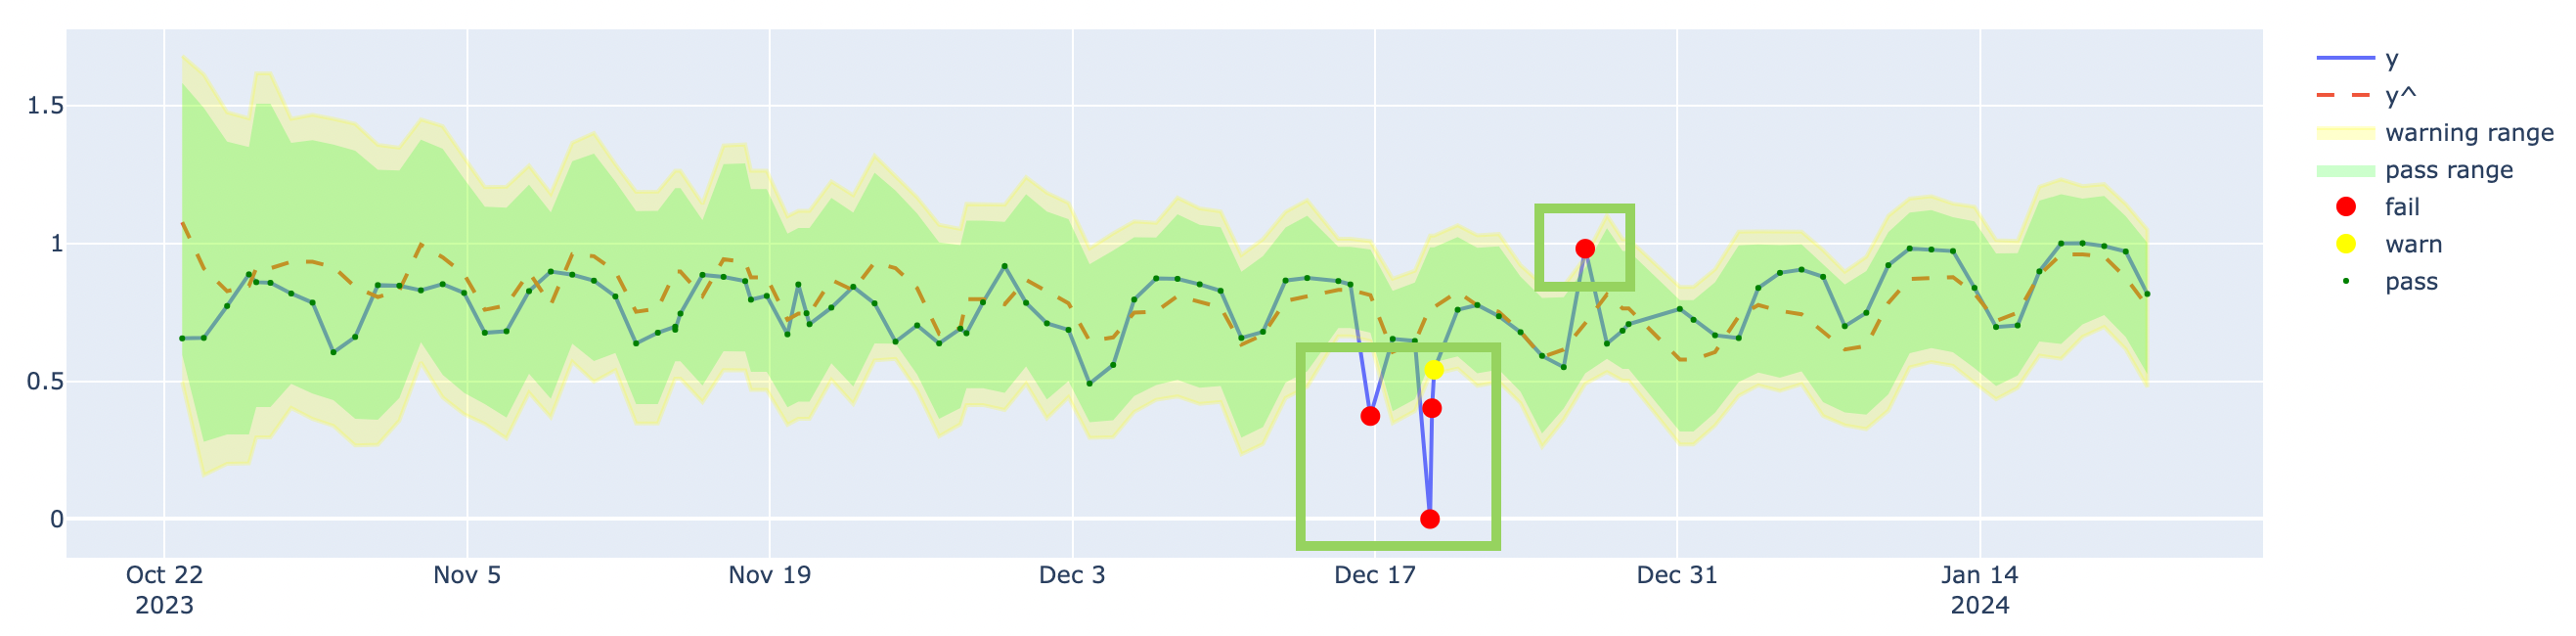 1.5
1
0.5
0
Oct 22
2023
Nov 5
Nov 19
Dec 3
Dec 17
Dec 31
Jan 14
2024
y
y^
warning range
pass range
fail
warn
pass